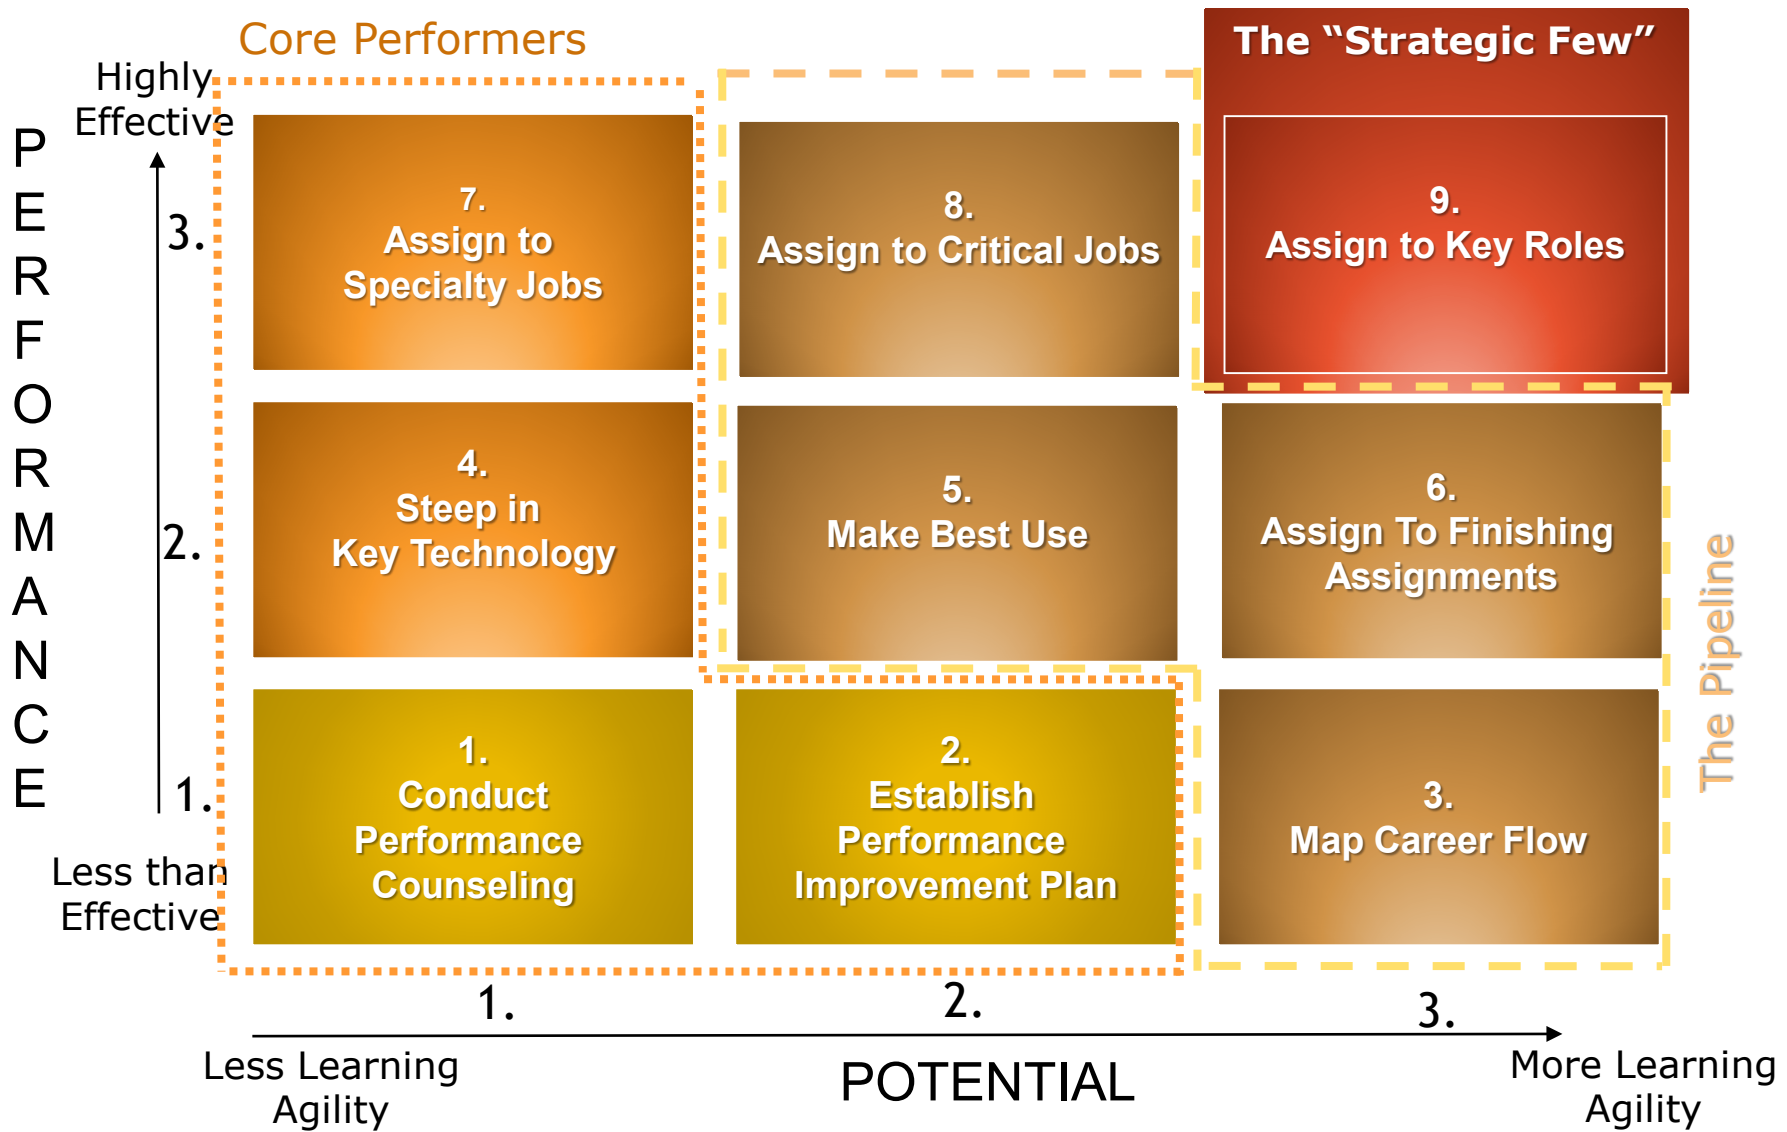 Core Performers
The “Strategic Few”
Highly
Effective
PERFORMANCE
3.
2.
1.
Less than
Effective
7.
Assign to
Specialty Jobs
8.
Assign to Critical Jobs
9.
Assign to Key Roles
4.
Steep in
Key Technology
5.
Make Best Use
6.
Assign To Finishing
Assignments
1.
Conduct
Performance
Counseling
2.
Establish
Performance
Improvement Plan
3.
Map Career Flow
The Pipeline
1.
2.
3.
Less Learning
Agility
POTENTIAL
More Learning
Agility